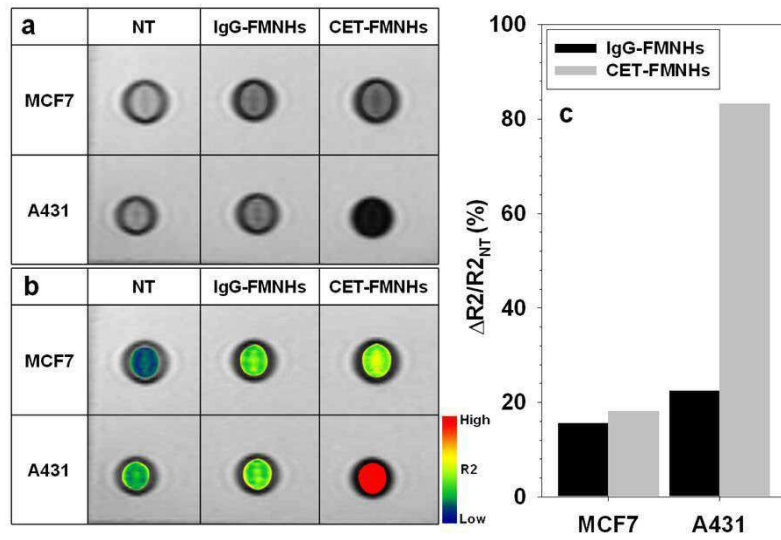 a NT IgG-FMNHs CET-FMNHs
MCF7
A431
b NT IgG-FMNHs CET-FMNHs
MCF7
A431
High
R2
Low
100
80
60
40
20
0
ΔR2/R2NT (%)
IgG-FMNHs
CET-FMNHs
c
MCF7 A431